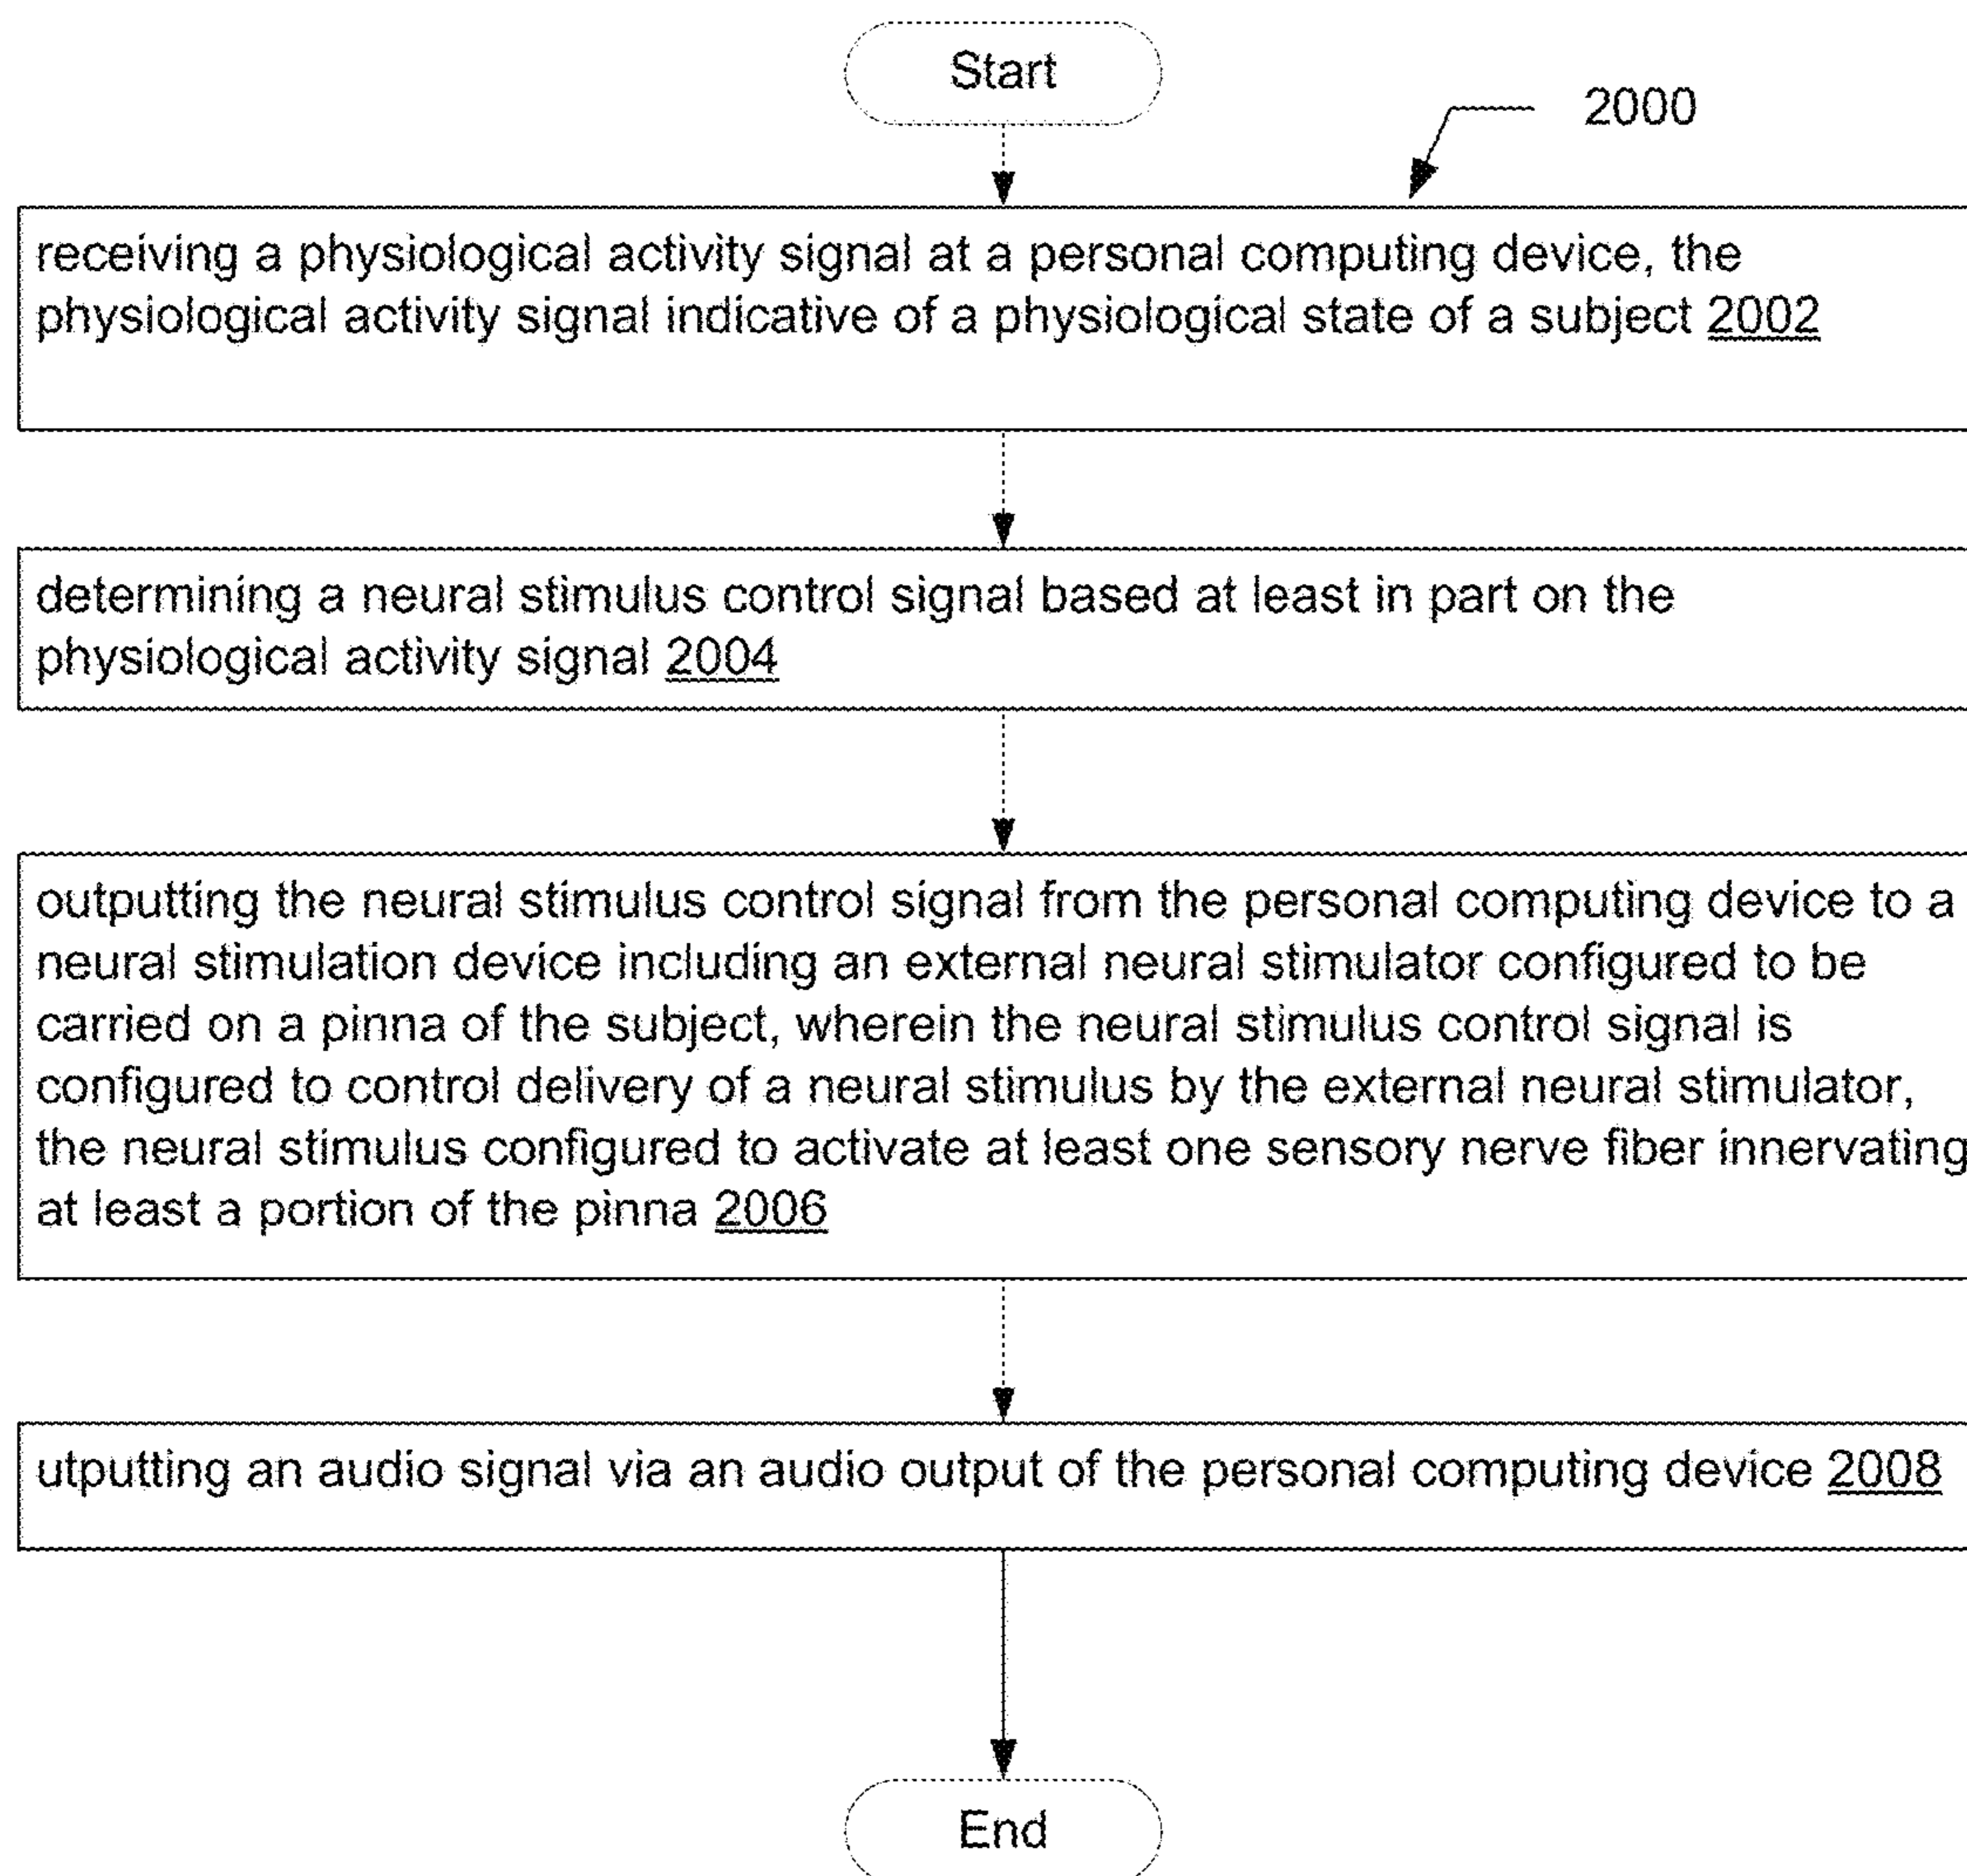 Start
2000
receiving a physiological activity signal at a personal computing device, the
physiological activity signal indicative of a physiological state of a subject 2002
determining a neural stimulus control signal based at least in part on the
physiological activity signal 2004
outputting the neural stimulus control signal from the personal computing device to a
neural stimulation device including an external neural stimulator configured to be
carried on a pinna of the subject, wherein the neural stimulus control signal is
configured to control delivery of a neural stimulus by the external neural stimulator,
the neural stimulus configured to activate at least one sensory nerve fiber innervating
at least a portion of the pinna 2006
utputting an audio signal via an audio output of the personal computing device 2008
End